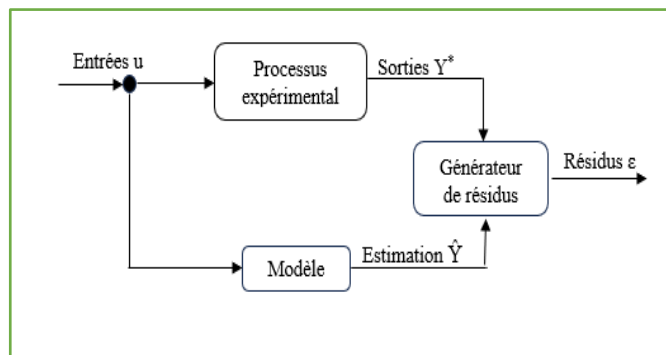 Entrées u
Processus
expérimental
Sorties Y*
Générateur
de résidus
Résidus ε
Modèle
Estimation Ŷ